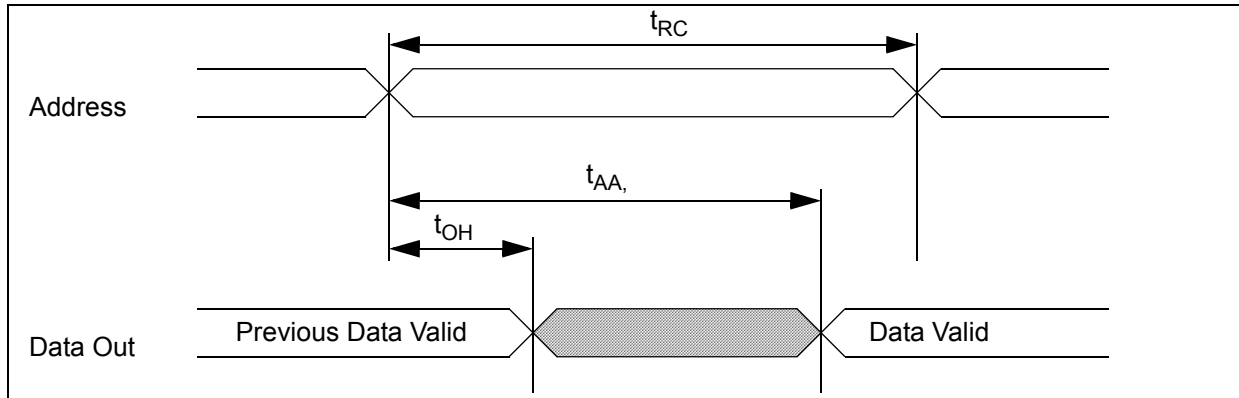 tRC
Address
tAA,
tOH
Previous Data Valid
Data Valid
Data Out